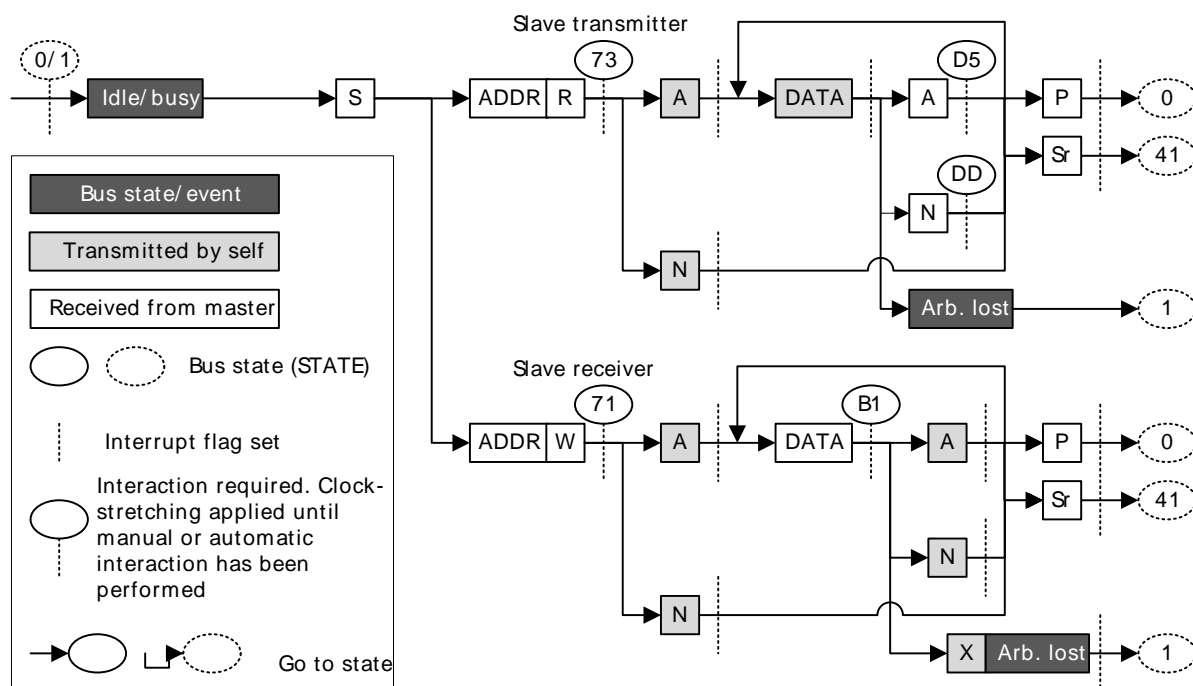 Slave transmitter
0/1
73
D5
Idle/busy
S
ADDR R
A
DATA
A
P
0
Sr
41
DD
N
N
Arb. lost
1
Bus state/event
Transmitted by self
Received from master
Bus state (STATE)
Interrupt flag set
Interaction required. Clock-
stretching applied until
manual or automatic
interaction has been
performed
Go to state
Slave receiver
71
B1
ADDR W
A
DATA
A
P
0
Sr
41
N
N
X Arb. lost
1